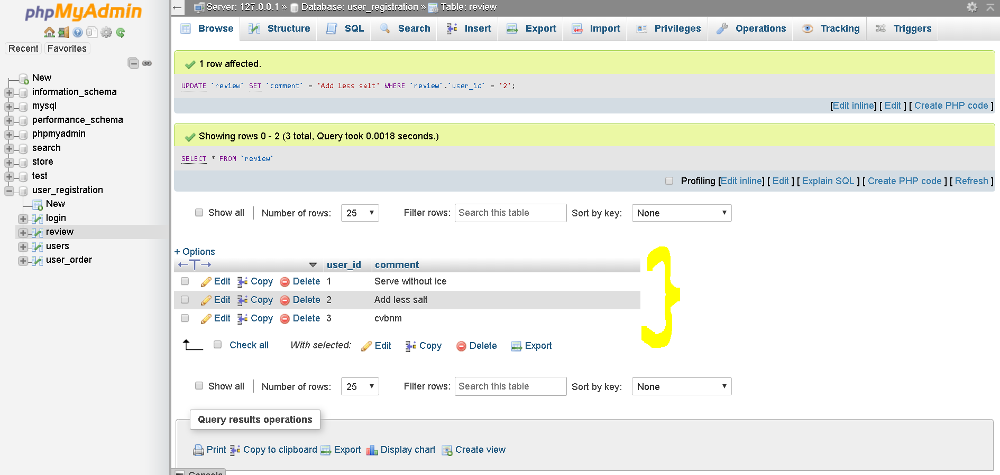 phpMyAdmin
Recent Favorites
New
information_schema
mysql
performance_schema
phpmyadmin
search
store
test
user_registration
New
login
review
users
user_order
Server: 127.0.0.1 » Database: user_registration » Table: review
Browse Structure SQL Search Insert Export Import Privileges Operations Tracking Triggers
1 row affected.
UPDATE `review` SET `comment` = 'Add less salt' WHERE `review`.`user_id` = '2';
[Edit inline] [ Edit ] [ Create PHP code ]
Showing rows 0 - 2 (3 total, Query took 0.0018 seconds.)
SELECT * FROM `review`
Profiling [Edit inline] [ Edit ] [ Explain SQL ] [ Create PHP code ] [ Refresh ]
Show all Number of rows: 25 Filter rows: Search this table Sort by key: None
+ Options
←T→ user_id comment
Edit Copy Delete 1 Serve without ice
Edit Copy Delete 2 Add less salt
Edit Copy Delete 3 cvbnm
Check all With selected: Edit Copy Delete Export
Show all Number of rows: 25 Filter rows: Search this table Sort by key: None
Query results operations
Print Copy to clipboard Export Display chart Create view
Console